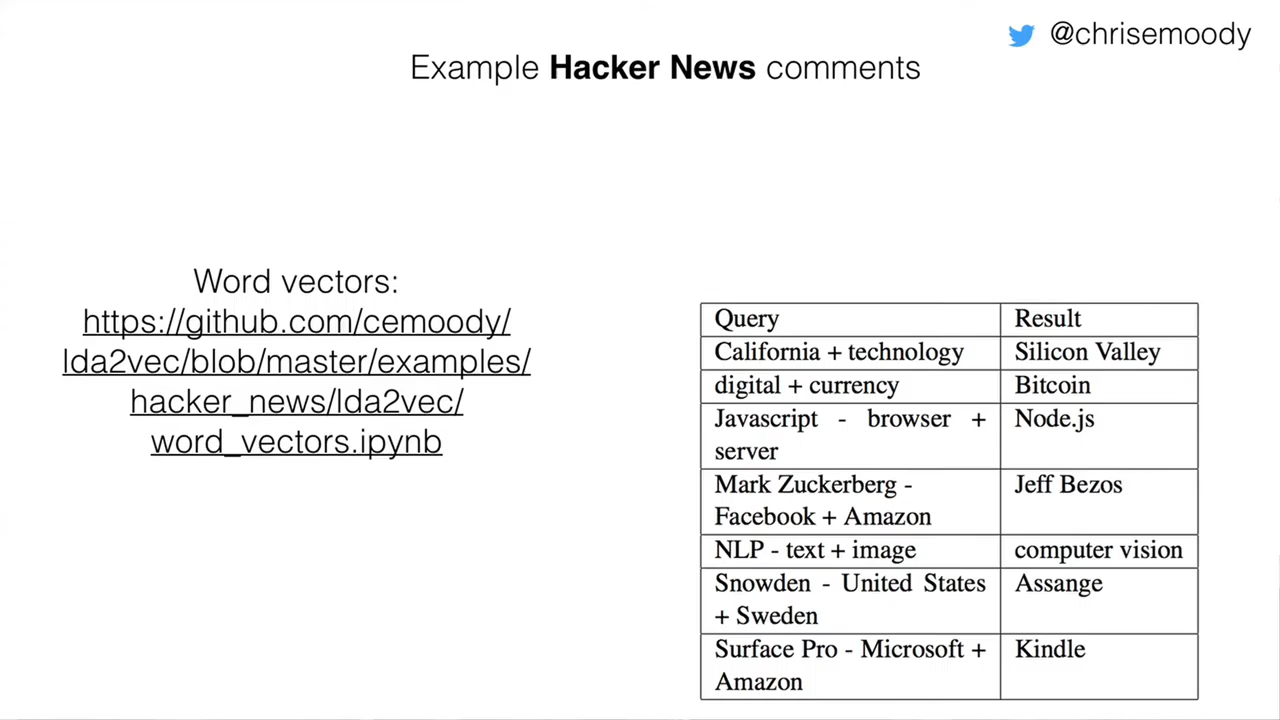 @chrisemoody
Example Hacker News comments
Word vectors:
https://github.com/cemoody/
lda2vec/blob/master/examples/
hacker_news/lda2vec/
word_vectors.ipynb
Query Result
California + technology Silicon Valley
digital + currency Bitcoin
Javascript - browser + Node.js
server
Mark Zuckerberg - Jeff Bezos
Facebook + Amazon
NLP - text + image computer vision
Snowden - United States Assange
+ Sweden
Surface Pro - Microsoft + Kindle
Amazon